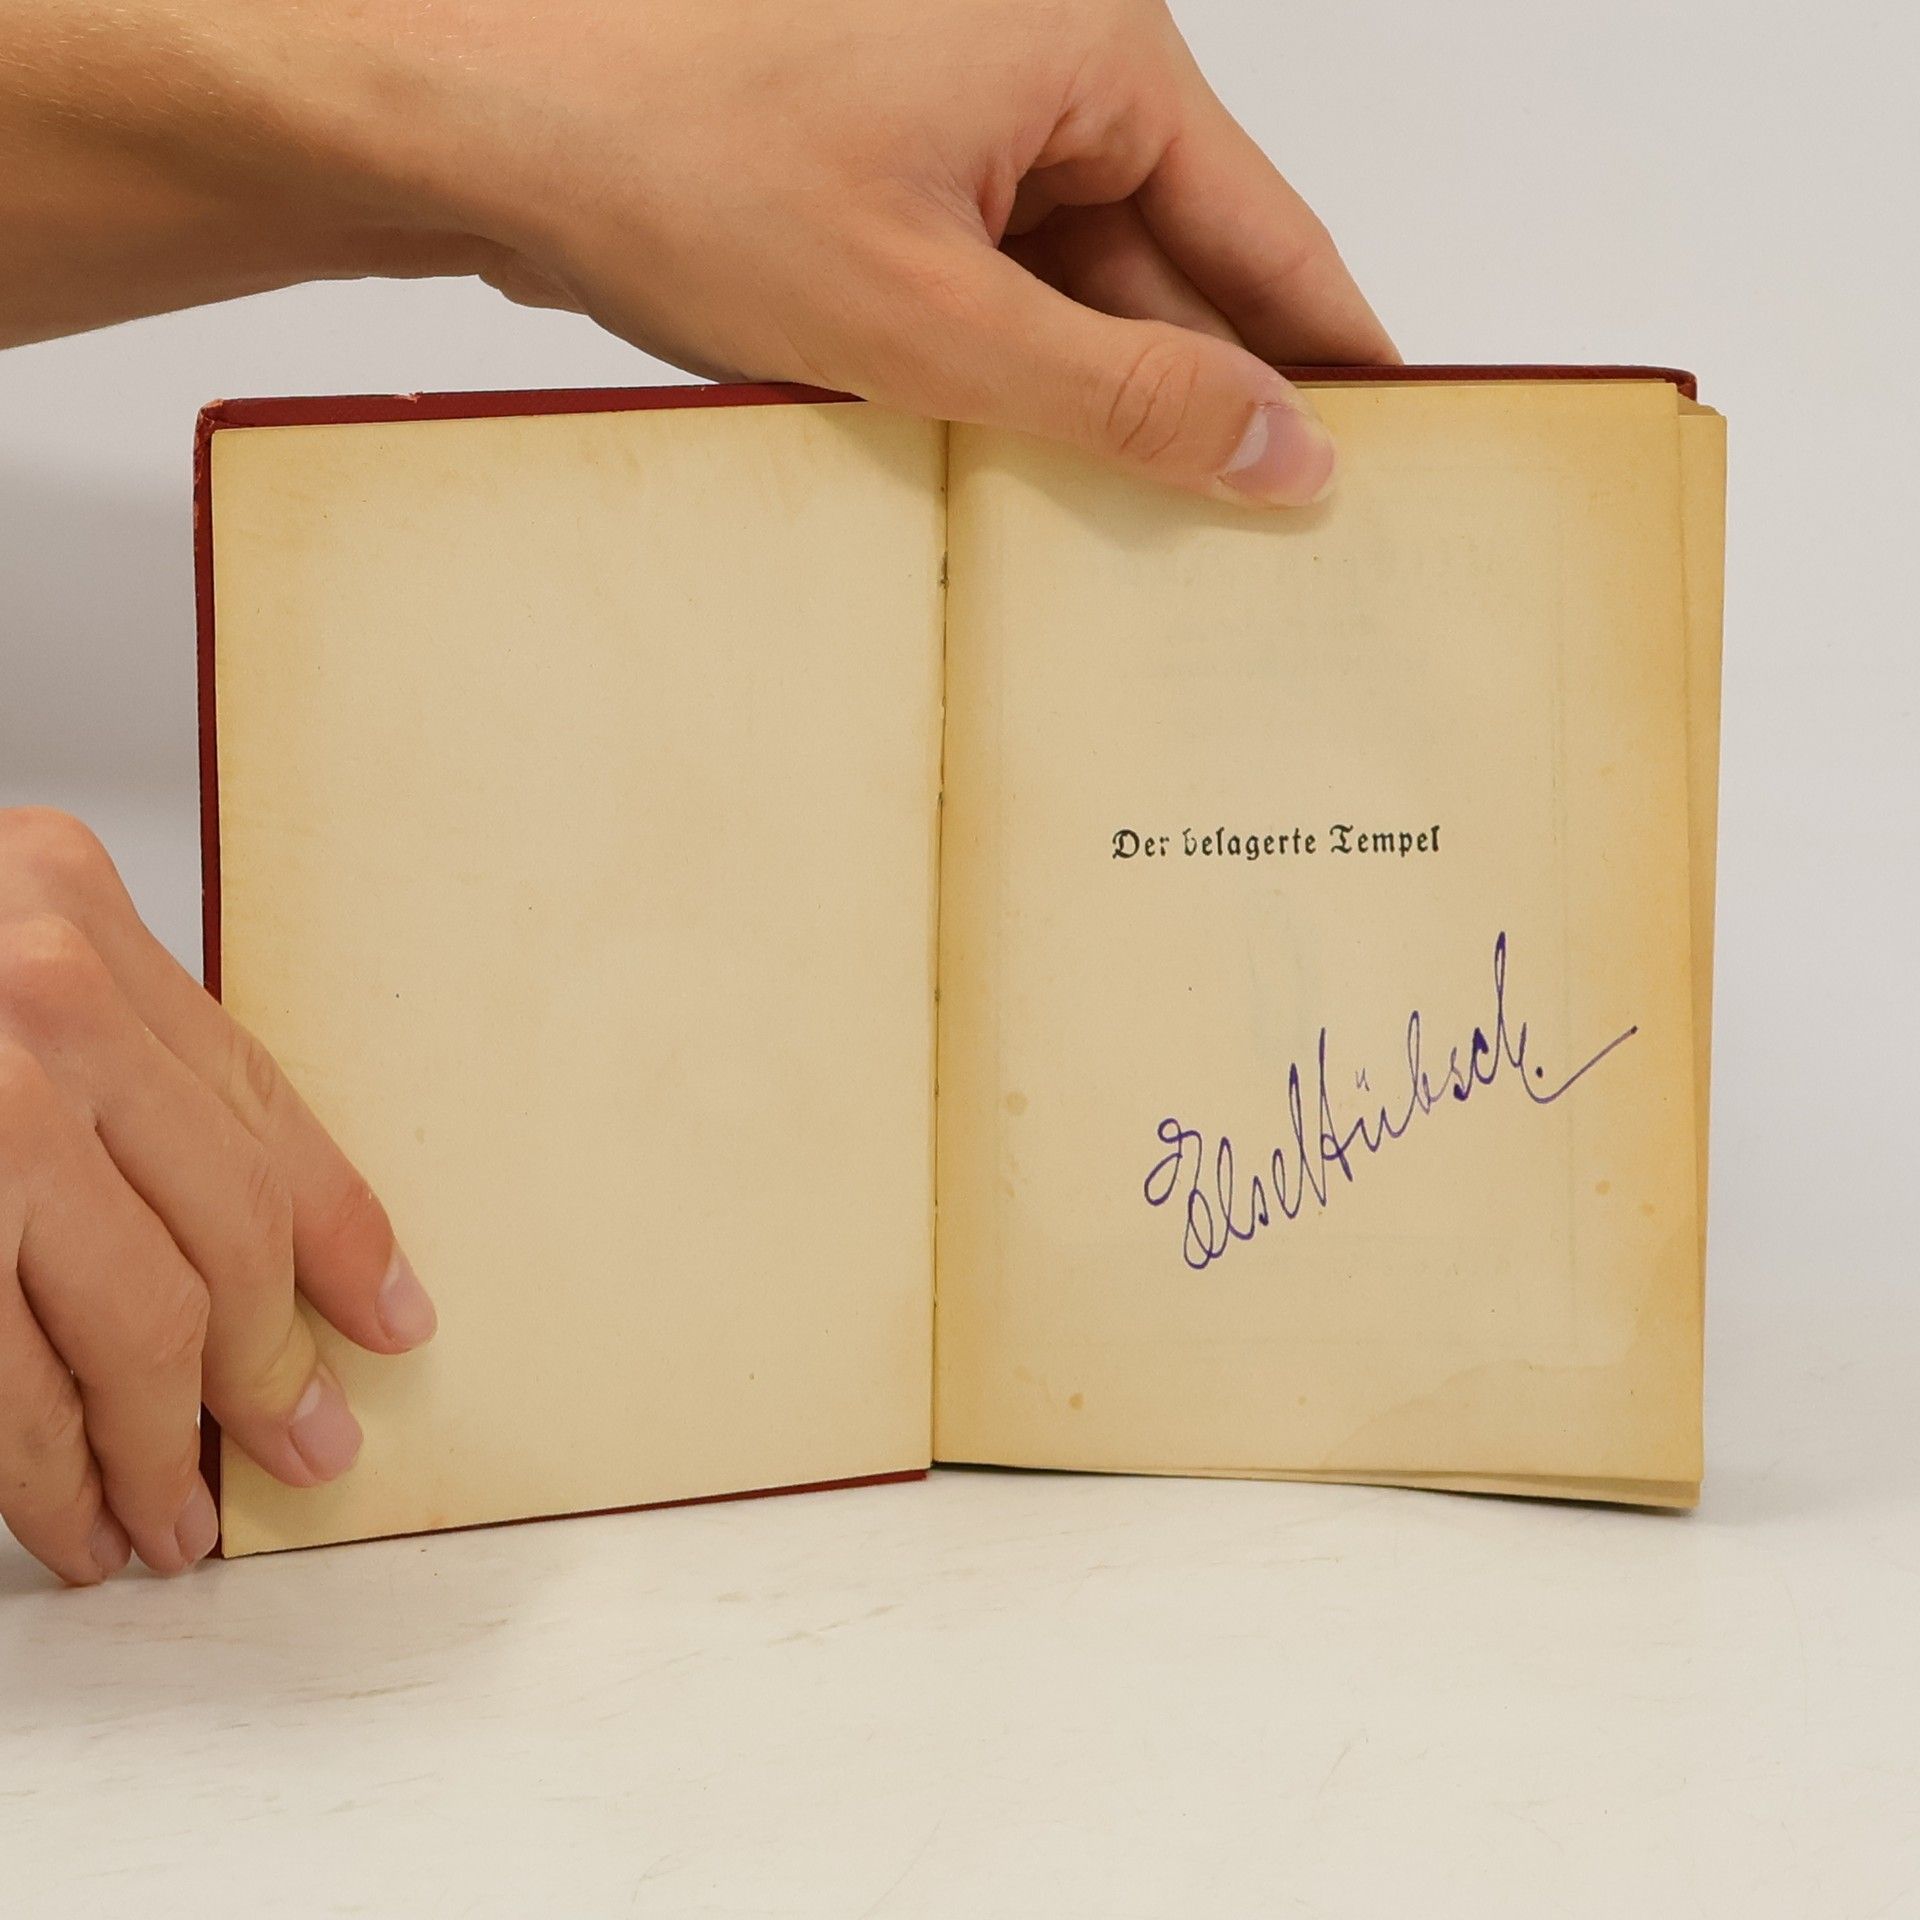 Der belagerte Tempel
Else Hübsch.